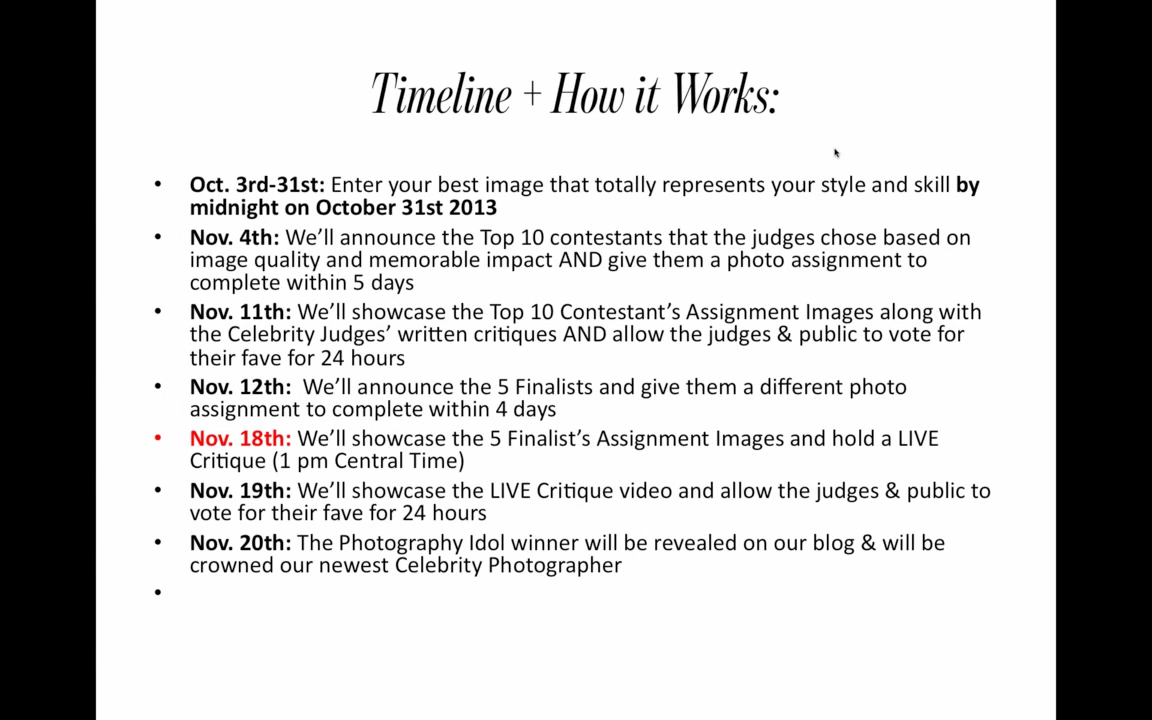 Timeline + How it Works:
• Oct. 3rd-31st: Enter your best image that totally represents your style and skill by
midnight on October 31st 2013
• Nov. 4th: We’ll announce the Top 10 contestants that the judges chose based on
image quality and memorable impact AND give them a photo assignment to
complete within 5 days
• Nov. 11th: We’ll showcase the Top 10 Contestant’s Assignment Images along with
the Celebrity Judges’ written critiques AND allow the judges & public to vote for
their fave for 24 hours
• Nov. 12th:  We’ll announce the 5 Finalists and give them a different photo
assignment to complete within 4 days
• Nov. 18th: We’ll showcase the 5 Finalist’s Assignment Images and hold a LIVE
Critique (1 pm Central Time)
• Nov. 19th: We’ll showcase the LIVE Critique video and allow the judges & public to
vote for their fave for 24 hours
• Nov. 20th: The Photography Idol winner will be revealed on our blog & will be
crowned our newest Celebrity Photographer
•